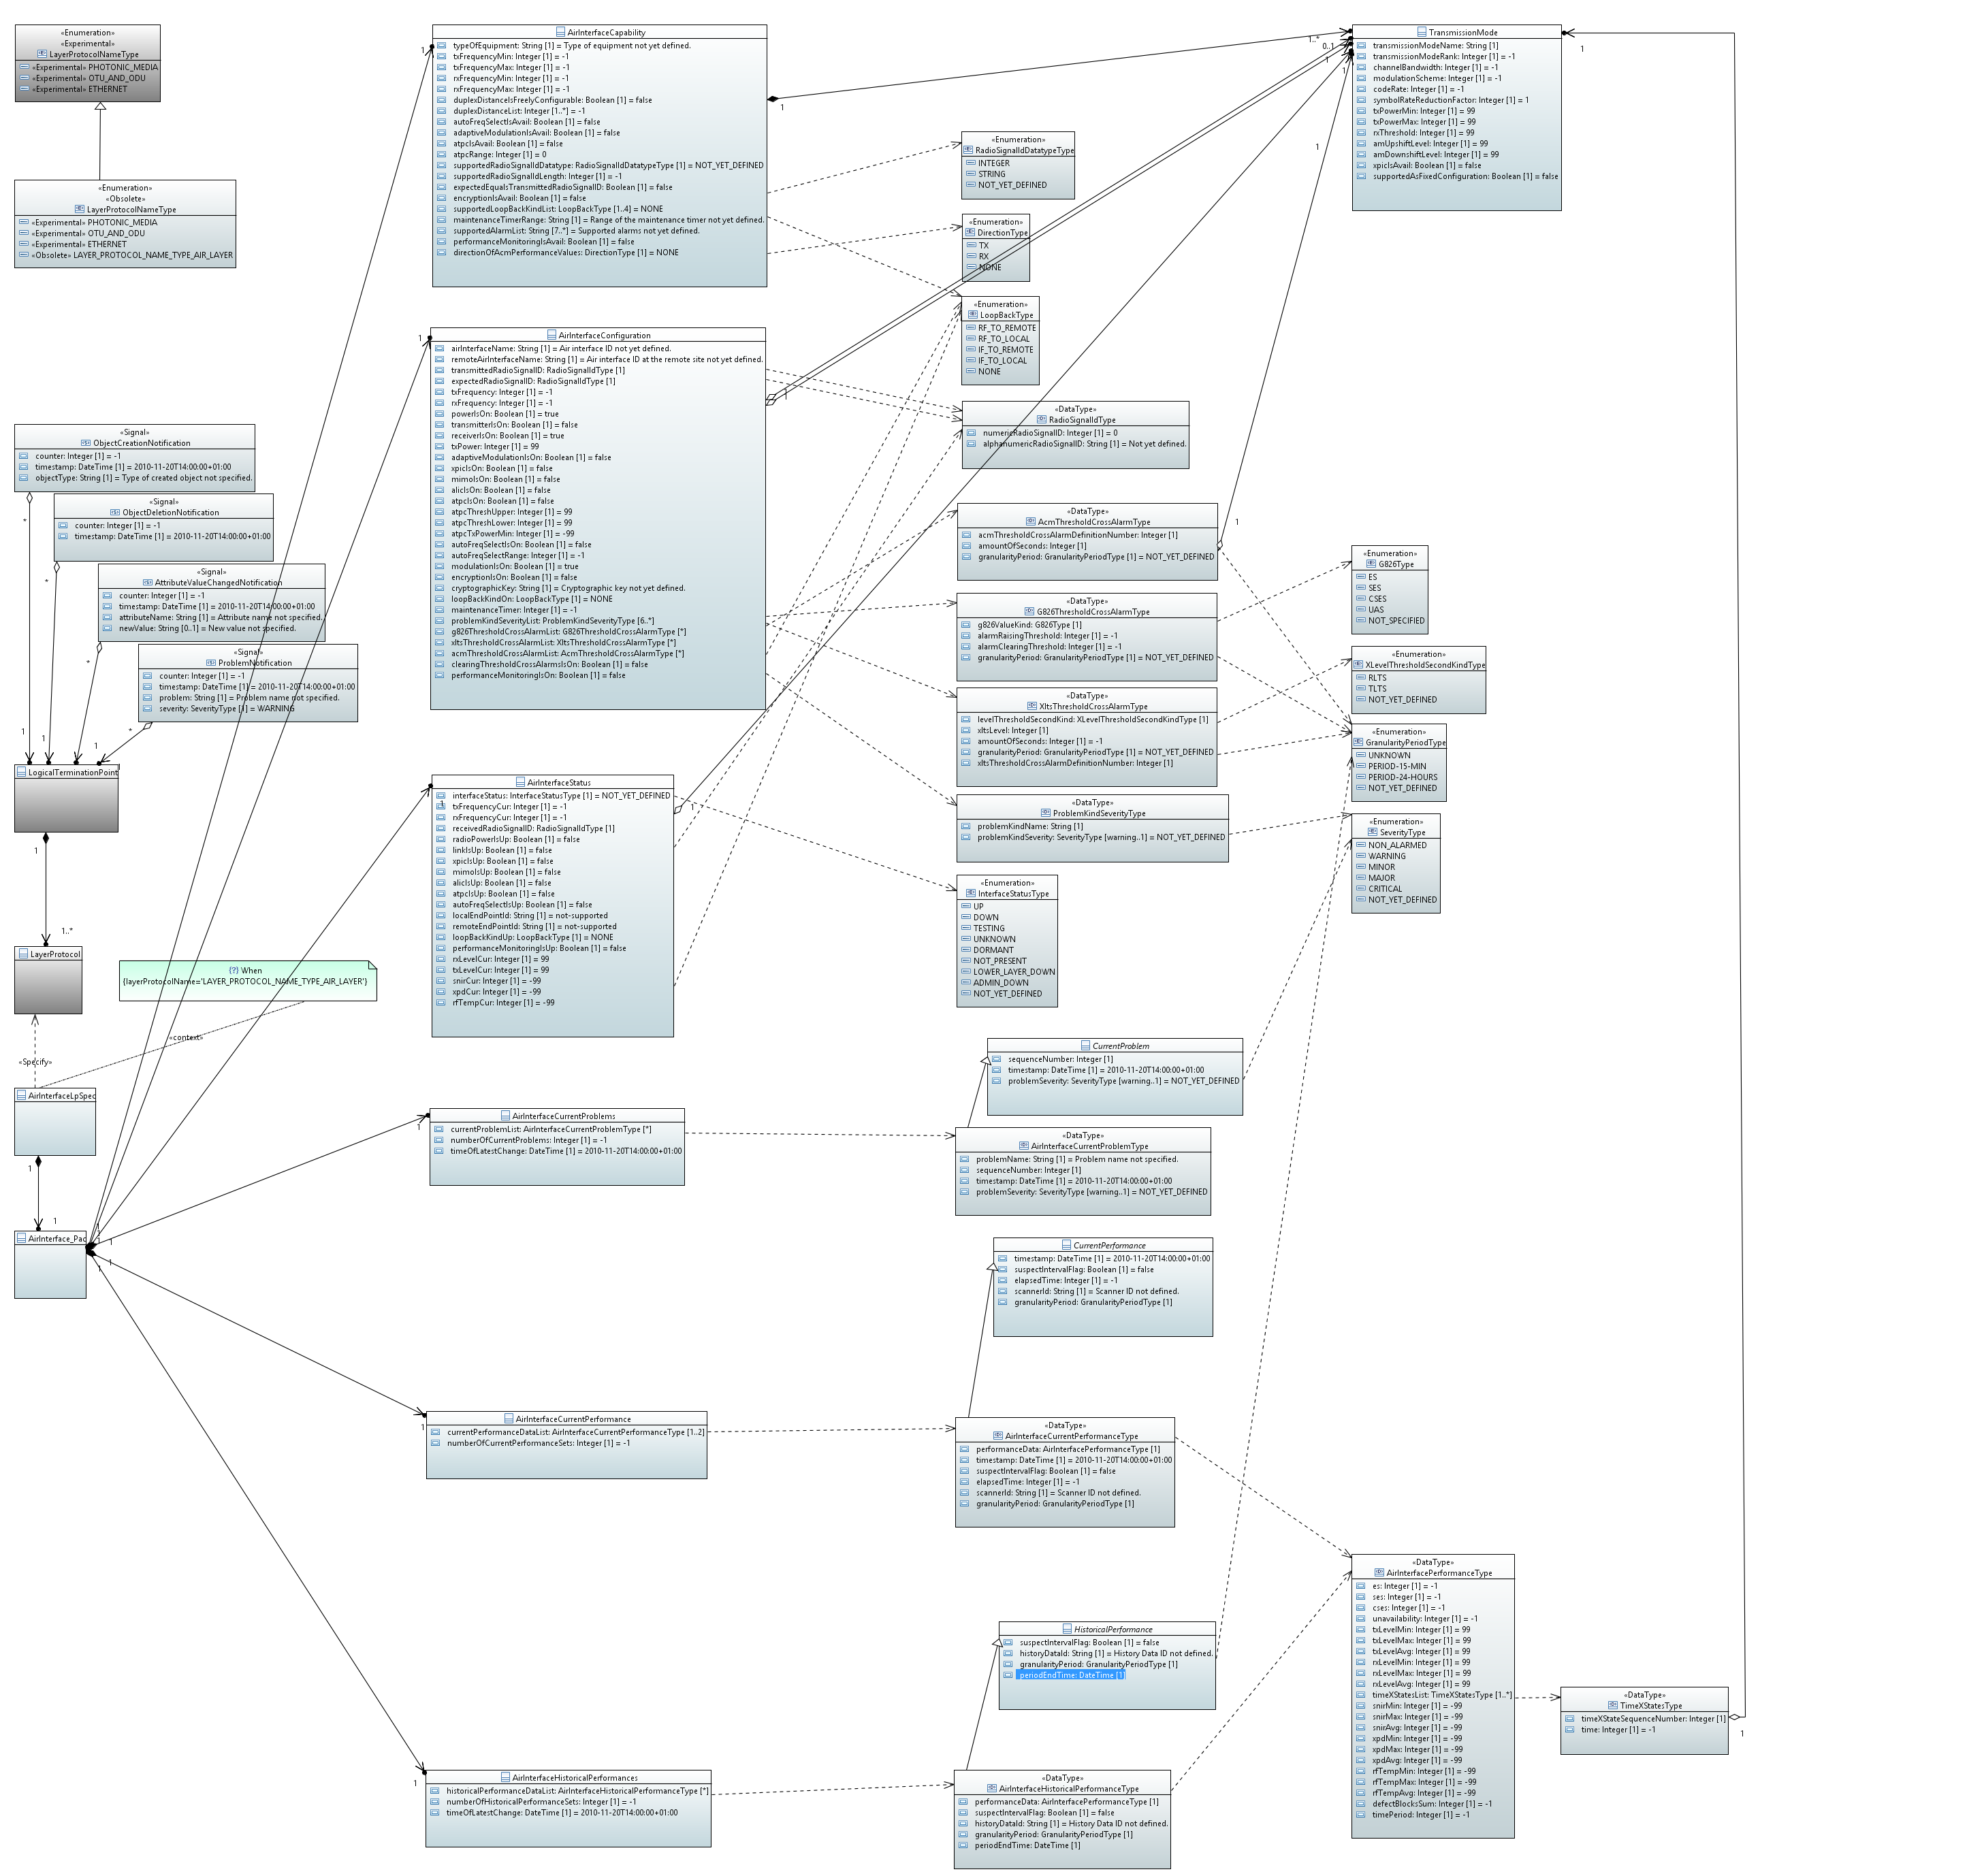 «Enumeration»
«Experimental»
LayerProtocolNameType
«Experimental» PHOTONIC_MEDIA
«Experimental» OTU_AND_ODU
«Experimental» ETHERNET
«Enumeration»
«Obsolete»
LayerProtocolNameType
«Experimental» PHOTONIC_MEDIA
«Experimental» OTU_AND_ODU
«Experimental» ETHERNET
«Obsolete» LAYER_PROTOCOL_NAME_TYPE_AIR_LAYER
«Signal»
ObjectCreationNotification
counter: Integer [1] = -1
timestamp: DateTime [1] = 2010-11-20T14:00:00+01:00
objectType: String [1] = Type of created object not specified.
*
1
«Signal»
ObjectDeletionNotification
counter: Integer [1] = -1
timestamp: DateTime [1] = 2010-11-20T14:00:00+01:00
*
1
«Signal»
AttributeValueChangedNotification
counter: Integer [1] = -1
timestamp: DateTime [1] = 2010-11-20T14:00:00+01:00
attributeName: String [1] = Attribute name not specified.
newValue: String [0..1] = New value not specified.
*
1
«Signal»
ProblemNotification
counter: Integer [1] = -1
timestamp: DateTime [1] = 2010-11-20T14:00:00+01:00
problem: String [1] = Problem name not specified.
severity: SeverityType [1] = WARNING
*
1
LogicalTerminationPoint
1
1..*
LayerProtocol
{?} When
{layerProtocolName='LAYER_PROTOCOL_NAME_TYPE_AIR_LAYER'}
«context»
«Specify»
AirInterfaceLpSpec
1
1
AirInterface_Pac
1
1
1
1
1
1
AirInterfaceCapability
typeOfEquipment: String [1] = Type of equipment not yet defined.
txFrequencyMin: Integer [1] = -1
txFrequencyMax: Integer [1] = -1
rxFrequencyMin: Integer [1] = -1
rxFrequencyMax: Integer [1] = -1
duplexDistanceIsFreelyConfigurable: Boolean [1] = false
duplexDistanceList: Integer [1..*] = -1
autoFreqSelectIsAvail: Boolean [1] = false
adaptiveModulationIsAvail: Boolean [1] = false
atpcIsAvail: Boolean [1] = false
atpcRange: Integer [1] = 0
supportedRadioSignalIdDatatype: RadioSignalIdDatatypeType [1] = NOT_YET_DEFINED
supportedRadioSignalIdLength: Integer [1] = -1
expectedEqualsTransmittedRadioSignalID: Boolean [1] = false
encryptionIsAvail: Boolean [1] = false
supportedLoopBackKindList: LoopBackType [1..4] = NONE
maintenanceTimerRange: String [1] = Range of the maintenance timer not yet defined.
supportedAlarmList: String [7..*] = Supported alarms not yet defined.
performanceMonitoringIsAvail: Boolean [1] = false
directionOfAcmPerformanceValues: DirectionType [1] = NONE
1
1
AirInterfaceConfiguration
airInterfaceName: String [1] = Air interface ID not yet defined.
remoteAirInterfaceName: String [1] = Air interface ID at the remote site not yet defined.
transmittedRadioSignalID: RadioSignalIdType [1]
expectedRadioSignalID: RadioSignalIdType [1]
txFrequency: Integer [1] = -1
rxFrequency: Integer [1] = -1
powerIsOn: Boolean [1] = true
transmitterIsOn: Boolean [1] = false
receiverIsOn: Boolean [1] = true
txPower: Integer [1] = 99
adaptiveModulationIsOn: Boolean [1] = false
xpicIsOn: Boolean [1] = false
mimoIsOn: Boolean [1] = false
alicIsOn: Boolean [1] = false
atpcIsOn: Boolean [1] = false
atpcThreshUpper: Integer [1] = 99
atpcThreshLower: Integer [1] = 99
atpcTxPowerMin: Integer [1] = -99
autoFreqSelectIsOn: Boolean [1] = false
autoFreqSelectRange: Integer [1] = -1
modulationIsOn: Boolean [1] = true
encryptionIsOn: Boolean [1] = false
cryptographicKey: String [1] = Cryptographic key not yet defined.
loopBackKindOn: LoopBackType [1] = NONE
maintenanceTimer: Integer [1] = -1
problemKindSeverityList: ProblemKindSeverityType [6..*]
g826ThresholdCrossAlarmList: G826ThresholdCrossAlarmType [*]
xltsThresholdCrossAlarmList: XltsThresholdCrossAlarmType [*]
acmThresholdCrossAlarmList: AcmThresholdCrossAlarmType [*]
clearingThresholdCrossAlarmsIsOn: Boolean [1] = false
performanceMonitoringIsOn: Boolean [1] = false
1
1
AirInterfaceStatus
interfaceStatus: InterfaceStatusType [1] = NOT_YET_DEFINED
txFrequencyCur: Integer [1] = -1
rxFrequencyCur: Integer [1] = -1
receivedRadioSignalID: RadioSignalIdType [1]
radioPowerIsUp: Boolean [1] = false
linkIsUp: Boolean [1] = false
xpicIsUp: Boolean [1] = false
mimoIsUp: Boolean [1] = false
alicIsUp: Boolean [1] = false
atpcIsUp: Boolean [1] = false
autoFreqSelectIsUp: Boolean [1] = false
localEndPointId: String [1] = not-supported
remoteEndPointId: String [1] = not-supported
loopBackKindUp: LoopBackType [1] = NONE
performanceMonitoringIsUp: Boolean [1] = false
rxLevelCur: Integer [1] = 99
txLevelCur: Integer [1] = 99
snirCur: Integer [1] = -99
xpdCur: Integer [1] = -99
rfTempCur: Integer [1] = -99
1
1
AirInterfaceCurrentProblems
currentProblemList: AirInterfaceCurrentProblemType [*]
numberOfCurrentProblems: Integer [1] = -1
timeOfLatestChange: DateTime [1] = 2010-11-20T14:00:00+01:00
1
AirInterfaceCurrentPerformance
currentPerformanceDataList: AirInterfaceCurrentPerformanceType [1..2]
numberOfCurrentPerformanceSets: Integer [1] = -1
1
AirInterfaceHistoricalPerformances
historicalPerformanceDataList: AirInterfaceHistoricalPerformanceType [*]
numberOfHistoricalPerformanceSets: Integer [1] = -1
timeOfLatestChange: DateTime [1] = 2010-11-20T14:00:00+01:00
1
«Enumeration»
RadioSignalIdDatatypeType
INTEGER
STRING
NOT_YET_DEFINED
«Enumeration»
DirectionType
TX
RX
NONE
«Enumeration»
LoopBackType
RF_TO_REMOTE
RF_TO_LOCAL
IF_TO_REMOTE
IF_TO_LOCAL
NONE
«DataType»
RadioSignalIdType
numericRadioSignalID: Integer [1] = 0
alphanumericRadioSignalID: String [1] = Not yet defined.
«DataType»
AcmThresholdCrossAlarmType
acmThresholdCrossAlarmDefinitionNumber: Integer [1]
amountOfSeconds: Integer [1]
granularityPeriod: GranularityPeriodType [1] = NOT_YET_DEFINED
1
«DataType»
G826ThresholdCrossAlarmType
g826ValueKind: G826Type [1]
alarmRaisingThreshold: Integer [1] = -1
alarmClearingThreshold: Integer [1] = -1
granularityPeriod: GranularityPeriodType [1] = NOT_YET_DEFINED
«DataType»
XltsThresholdCrossAlarmType
levelThresholdSecondKind: XLevelThresholdSecondKindType [1]
xltsLevel: Integer [1]
amountOfSeconds: Integer [1] = -1
granularityPeriod: GranularityPeriodType [1] = NOT_YET_DEFINED
xltsThresholdCrossAlarmDefinitionNumber: Integer [1]
«DataType»
ProblemKindSeverityType
problemKindName: String [1]
problemKindSeverity: SeverityType [warning..1] = NOT_YET_DEFINED
«Enumeration»
InterfaceStatusType
UP
DOWN
TESTING
UNKNOWN
DORMANT
NOT_PRESENT
LOWER_LAYER_DOWN
ADMIN_DOWN
NOT_YET_DEFINED
CurrentProblem
sequenceNumber: Integer [1]
timestamp: DateTime [1] = 2010-11-20T14:00:00+01:00
problemSeverity: SeverityType [warning..1] = NOT_YET_DEFINED
«DataType»
AirInterfaceCurrentProblemType
problemName: String [1] = Problem name not specified.
sequenceNumber: Integer [1]
timestamp: DateTime [1] = 2010-11-20T14:00:00+01:00
problemSeverity: SeverityType [warning..1] = NOT_YET_DEFINED
CurrentPerformance
timestamp: DateTime [1] = 2010-11-20T14:00:00+01:00
suspectIntervalFlag: Boolean [1] = false
elapsedTime: Integer [1] = -1
scannerId: String [1] = Scanner ID not defined.
granularityPeriod: GranularityPeriodType [1]
«DataType»
AirInterfaceCurrentPerformanceType
performanceData: AirInterfacePerformanceType [1]
timestamp: DateTime [1] = 2010-11-20T14:00:00+01:00
suspectIntervalFlag: Boolean [1] = false
elapsedTime: Integer [1] = -1
scannerId: String [1] = Scanner ID not defined.
granularityPeriod: GranularityPeriodType [1]
HistoricalPerformance
suspectIntervalFlag: Boolean [1] = false
historyDataId: String [1] = History Data ID not defined.
granularityPeriod: GranularityPeriodType [1]
periodEndTime: DateTime [1]
«DataType»
AirInterfaceHistoricalPerformanceType
performanceData: AirInterfacePerformanceType [1]
suspectIntervalFlag: Boolean [1] = false
historyDataId: String [1] = History Data ID not defined.
granularityPeriod: GranularityPeriodType [1]
periodEndTime: DateTime [1]
TransmissionMode
transmissionModeName: String [1]
transmissionModeRank: Integer [1] = -1
channelBandwidth: Integer [1] = -1
modulationScheme: Integer [1] = -1
codeRate: Integer [1] = -1
symbolRateReductionFactor: Integer [1] = 1
txPowerMin: Integer [1] = 99
txPowerMax: Integer [1] = 99
rxThreshold: Integer [1] = 99
amUpshiftLevel: Integer [1] = 99
amDownshiftLevel: Integer [1] = 99
xpicIsAvail: Boolean [1] = false
supportedAsFixedConfiguration: Boolean [1] = false
1..*
0..1
1
1
1
1
«Enumeration»
G826Type
ES
SES
CSES
UAS
NOT_SPECIFIED
«Enumeration»
XLevelThresholdSecondKindType
RLTS
TLTS
NOT_YET_DEFINED
«Enumeration»
GranularityPeriodType
UNKNOWN
PERIOD-15-MIN
PERIOD-24-HOURS
NOT_YET_DEFINED
«Enumeration»
SeverityType
NON_ALARMED
WARNING
MINOR
MAJOR
CRITICAL
NOT_YET_DEFINED
«DataType»
AirInterfacePerformanceType
es: Integer [1] = -1
ses: Integer [1] = -1
cses: Integer [1] = -1
unavailability: Integer [1] = -1
txLevelMin: Integer [1] = 99
txLevelMax: Integer [1] = 99
txLevelAvg: Integer [1] = 99
rxLevelMin: Integer [1] = 99
rxLevelMax: Integer [1] = 99
rxLevelAvg: Integer [1] = 99
timeXStatesList: TimeXStatesType [1..*]
snirMin: Integer [1] = -99
snirMax: Integer [1] = -99
snirAvg: Integer [1] = -99
xpdMin: Integer [1] = -99
xpdMax: Integer [1] = -99
xpdAvg: Integer [1] = -99
rfTempMin: Integer [1] = -99
rfTempMax: Integer [1] = -99
rfTempAvg: Integer [1] = -99
defectBlocksSum: Integer [1] = -1
timePeriod: Integer [1] = -1
«DataType»
TimeXStatesType
timeXStateSequenceNumber: Integer [1]
time: Integer [1] = -1
1